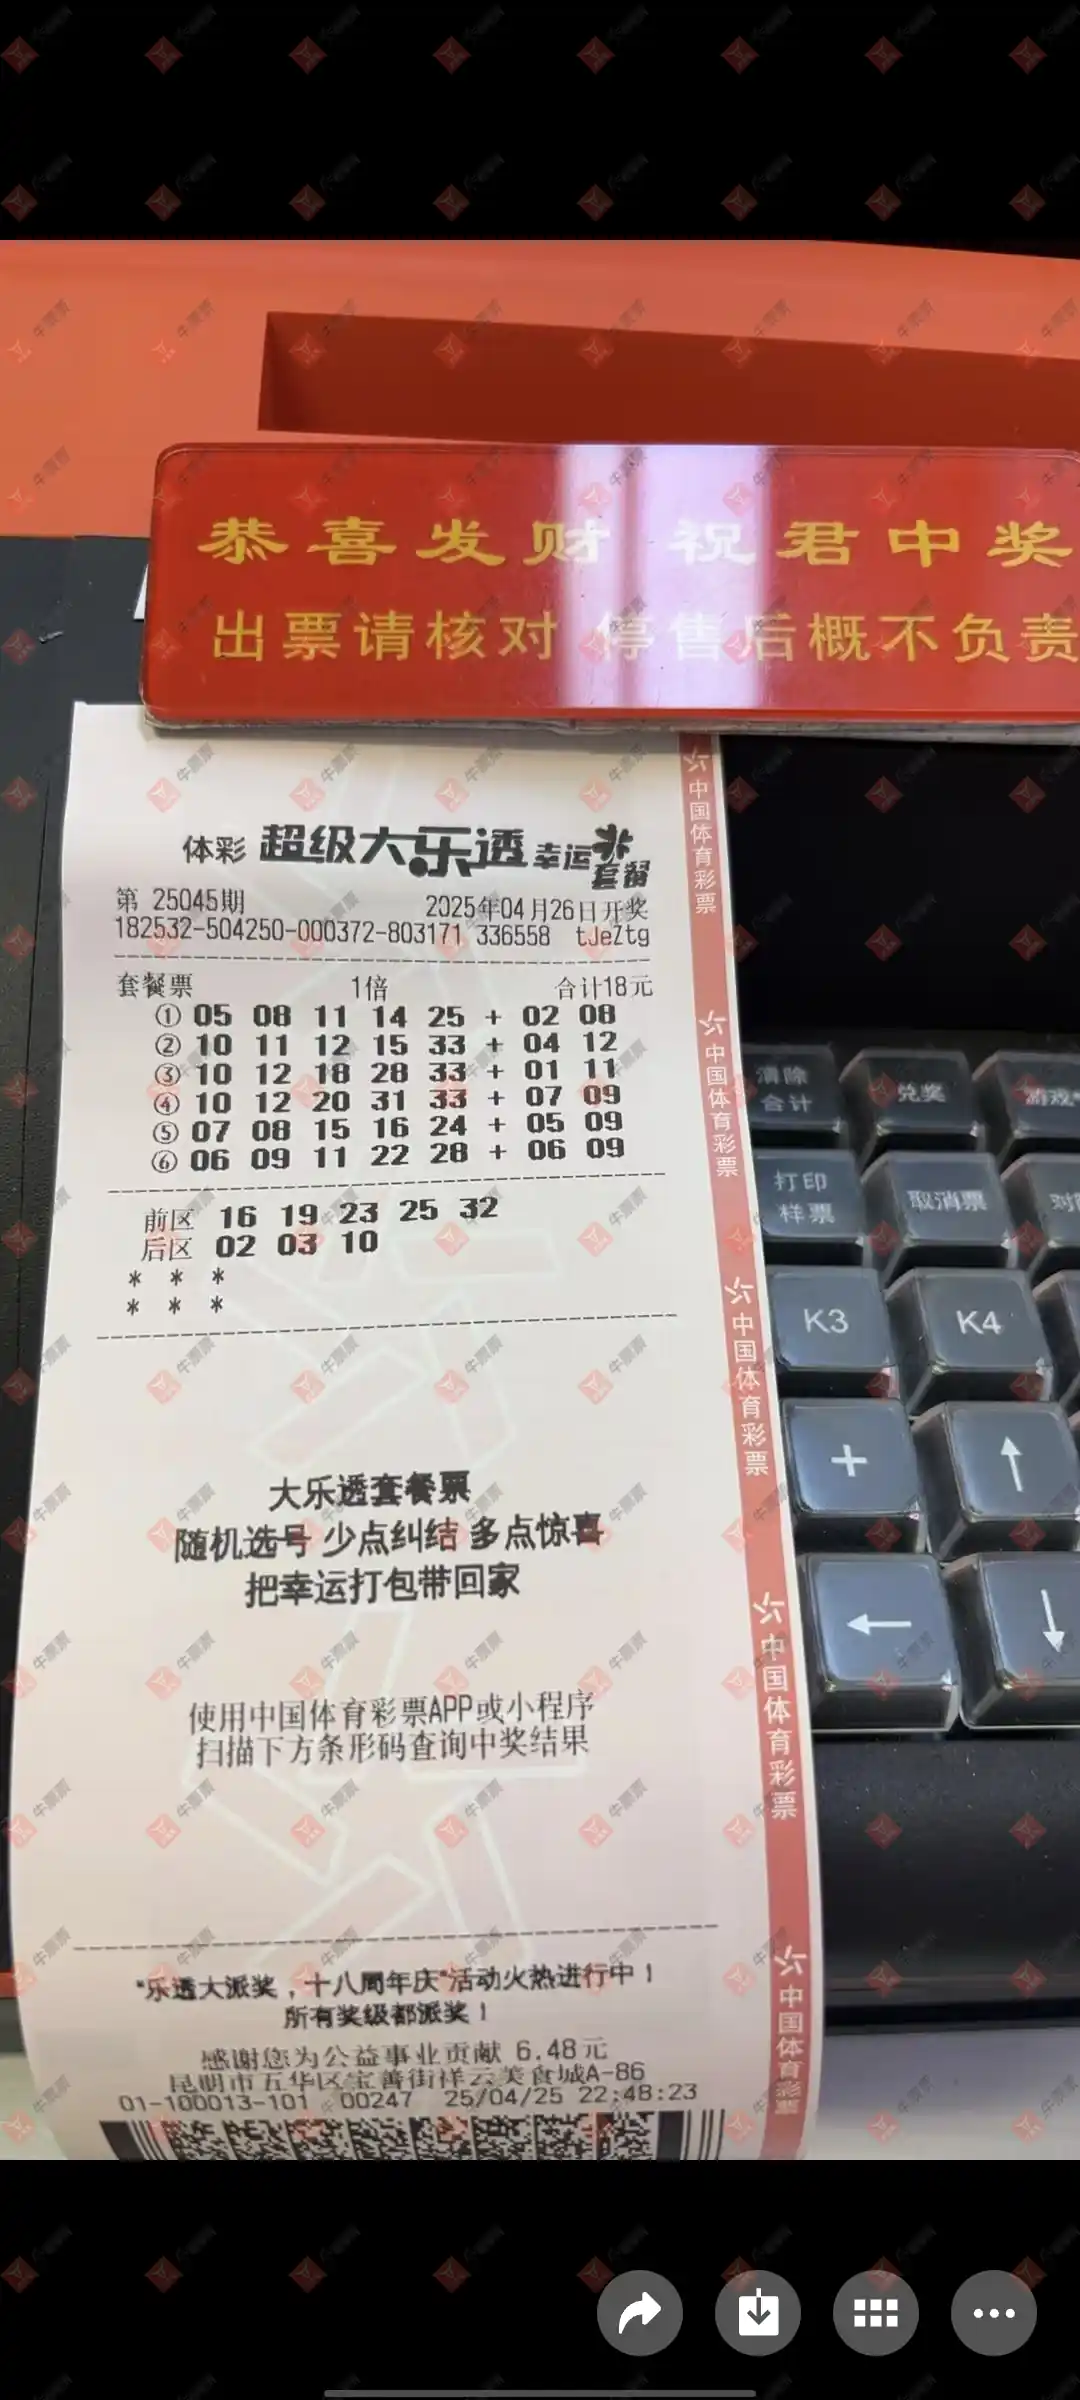 恭喜发财 祝君中奖
出票请核对 停售后概不负责
体彩 超级大乐透 幸运 套餐
第 25045期 2025年04月26日开奖
182532-504250-000372-803171 336558 tJeZtg
套餐票 1倍 合计18元
① 05 08 11 14 25 + 02 08
② 10 11 12 15 33 + 04 12
③ 10 12 18 28 33 + 01 11
④ 10 12 20 31 33 + 07 09
⑤ 07 08 15 16 24 + 05 09
⑥ 06 09 11 22 28 + 06 09
前区 16 19 23 25 32
后区 02 03 10
* * *
* * *
大乐透套餐票
随机选号 少点纠结 多点惊喜
把幸运打包带回家
使用中国体育彩票APP或小程序
扫描下方条形码查询中奖结果
"乐透大派奖，十八周年庆"活动火热进行中！
所有奖级都派奖！
感谢您为公益事业贡献 6.48元
昆明市五华区宝善街祥云美食城A-86
01-100013-101 00247 25/04/25 22:48:23
中国体育彩票
中国体育彩票
中国体育彩票
中国体育彩票
中国体育彩票
清除
合计
兑奖
游戏
打印
样票
取消票
K3
K4
+
↑
←
↓
牛票票